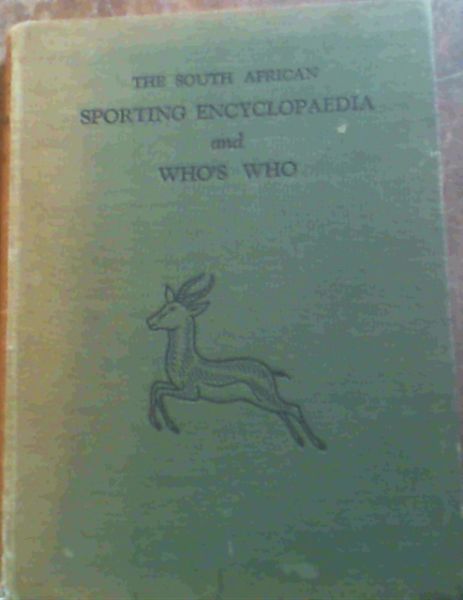 THE SOUTH AFRICAN
SPORTING ENCYCLOPAEDIA
and
WHO'S WHO